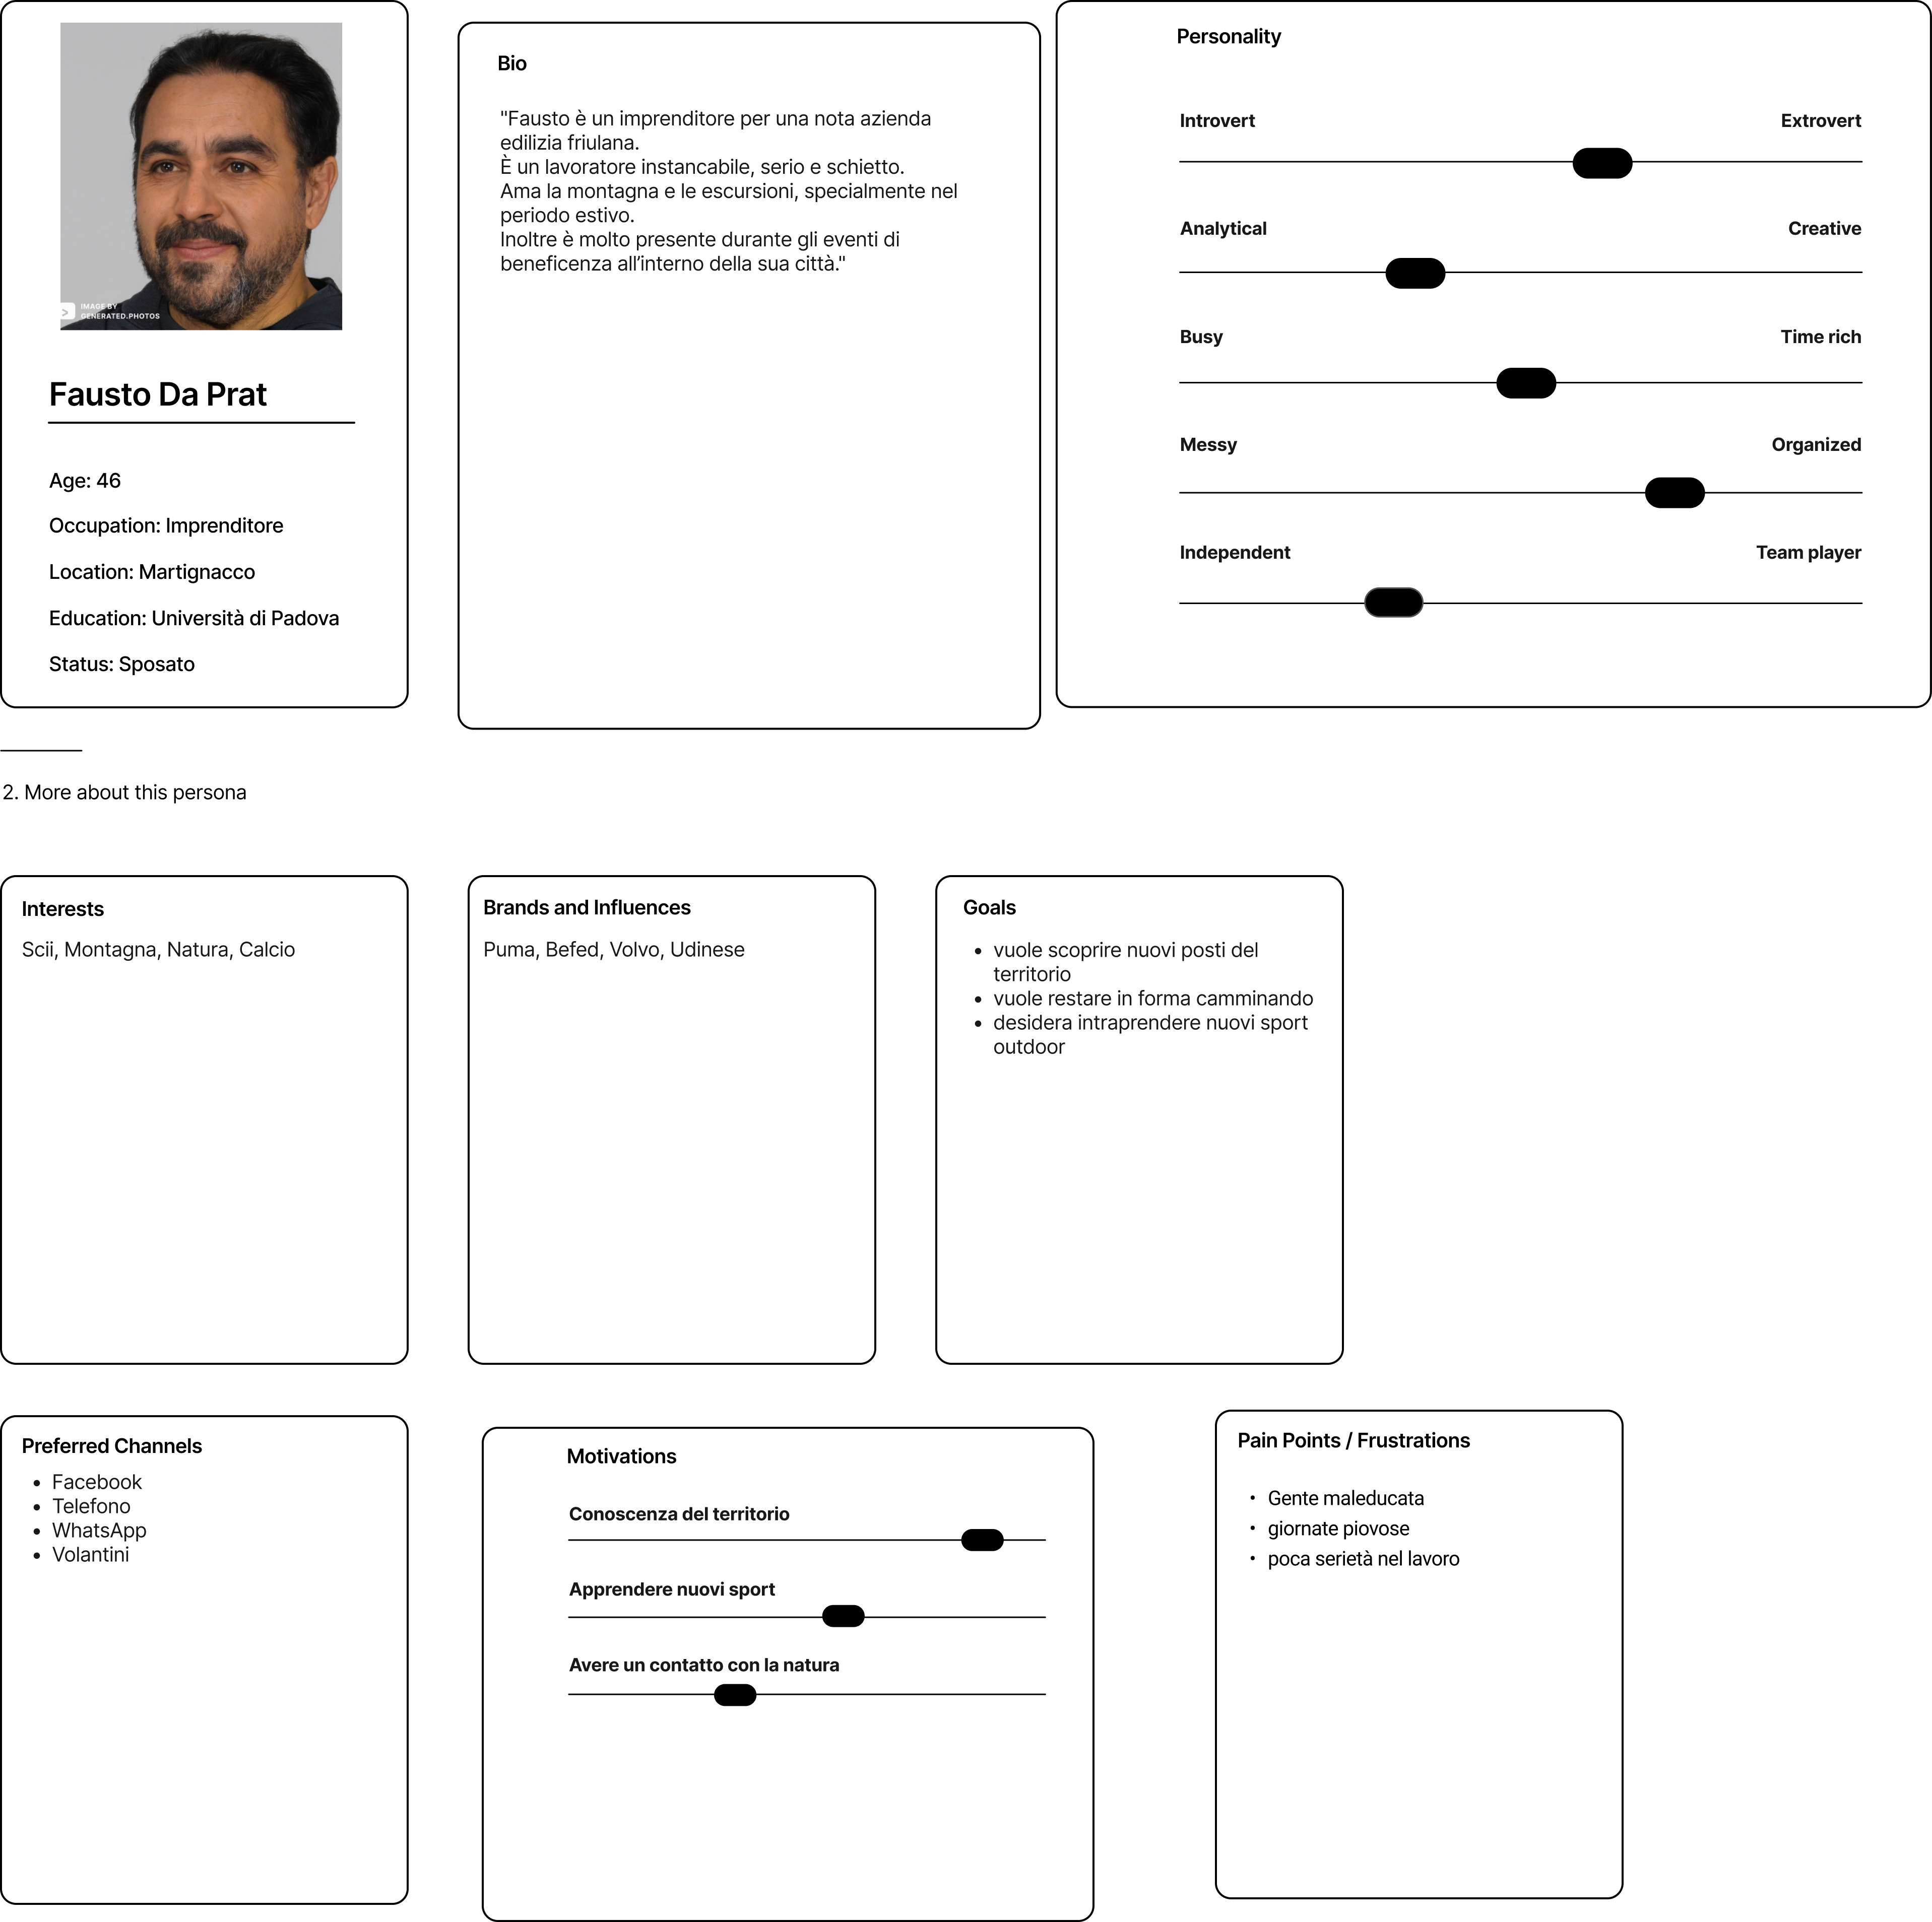 IMAGE BY
GENERATED.PHOTOS
Fausto Da Prat
Age: 46
Occupation: Imprenditore
Location: Martignacco
Education: Università di Padova
Status: Sposato
Bio
"Fausto è un imprenditore per una nota azienda
edilizia friulana.
È un lavoratore instancabile, serio e schietto.
Ama la montagna e le escursioni, specialmente nel
periodo estivo.
Inoltre è molto presente durante gli eventi di
beneficenza all’interno della sua città."
Personality
Introvert Extrovert
Analytical Creative
Busy Time rich
Messy Organized
Independent Team player
2. More about this persona
Interests
Scii, Montagna, Natura, Calcio
Brands and Influences
Puma, Befed, Volvo, Udinese
Goals
• vuole scoprire nuovi posti del
territorio
• vuole restare in forma camminando
• desidera intraprendere nuovi sport
outdoor
Preferred Channels
• Facebook
• Telefono
• WhatsApp
• Volantini
Motivations
Conoscenza del territorio
Apprendere nuovi sport
Avere un contatto con la natura
Pain Points / Frustrations
• Gente maleducata
• giornate piovose
• poca serietà nel lavoro